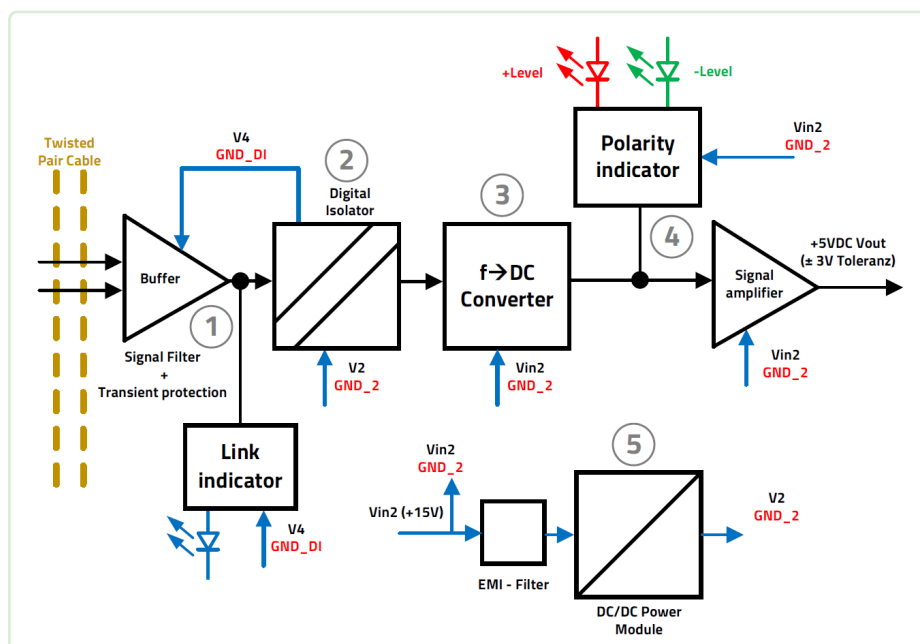 +Level
-Level
Twisted
Pair Cable
V4
GND_DI
2
Digital
Isolator
3
Polarity
indicator
Vin2
GND_2
Buffer
1
f→DC
Converter
4
Signal
amplifier
+5VDC Vout
(± 3V Toleranz)
Signal Filter
+
Transient protection
V2
GND_2
Vin2
GND_2
Vin2
GND_2
Link
indicator
V4
GND_DI
Vin2
GND_2
Vin2 (+15V)
EMI - Filter
5
DC/DC Power
Module
V2
GND_2